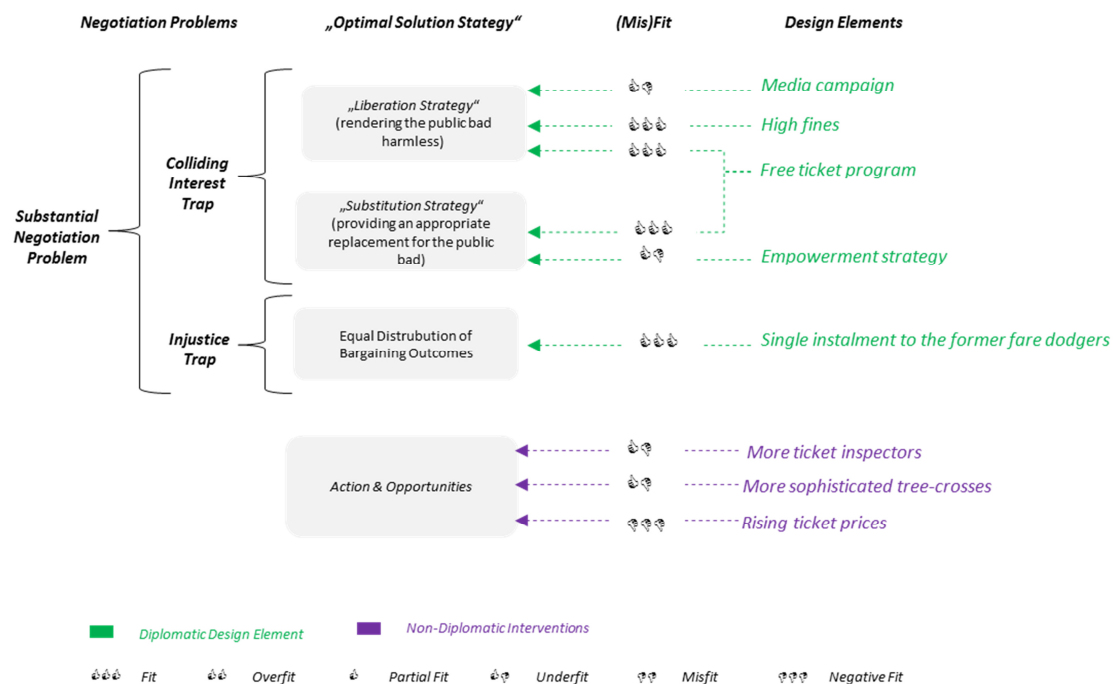 Negotiation Problems
„Optimal Solution Stategy“
(Mis)Fit
Design Elements
Substantial
Negotiation
Problem
Colliding
Interest
Trap
„Liberation Strategy“
(rendering the public bad
harmless)
Media campaign
High fines
Free ticket program
„Substitution Strategy“
(providing an appropriate
replacement for the public
bad)
Empowerment strategy
Injustice
Trap
Equal Distrubution of
Bargaining Outcomes
Single instalment to the former fare dodgers
Action & Opportunities
More ticket inspectors
More sophisticated tree-crosses
Rising ticket prices
Diplomatic Design Element
Non-Diplomatic Interventions
Fit
Overfit
Partial Fit
Underfit
Misfit
Negative Fit